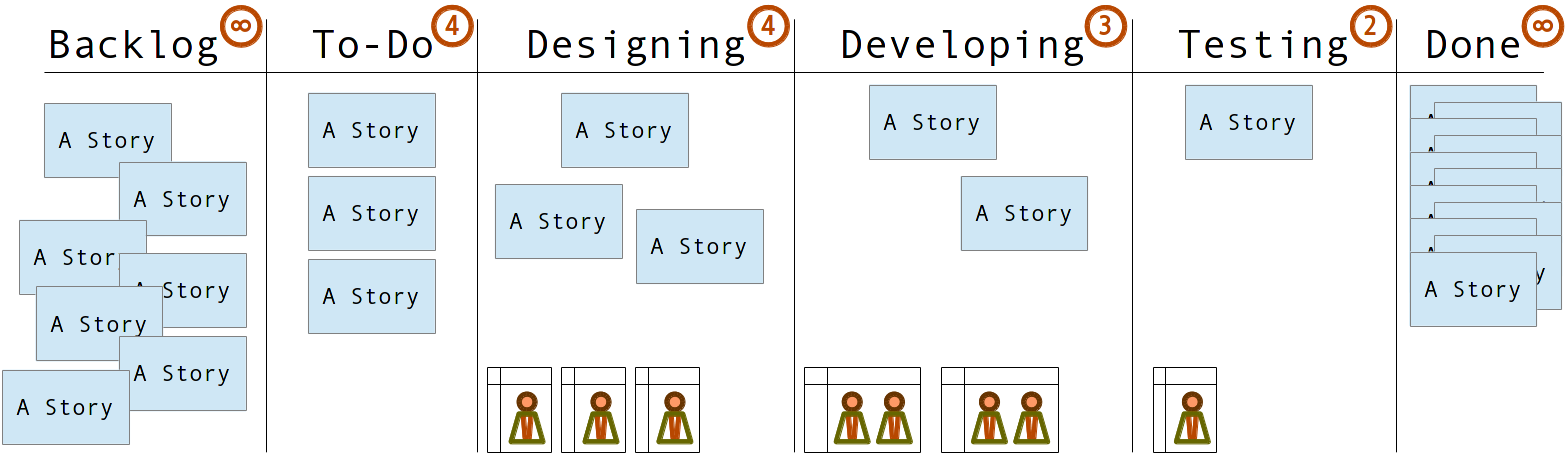 Backlog
∞
A Story
A Story
A Stor
A Story
A Story
A Story
A Story
To-Do
4
A Story
A Story
A Story
Designing
4
A Story
A Story
A Story
Developing
3
A Story
A Story
Testing
2
A Story
Done
∞
A Story